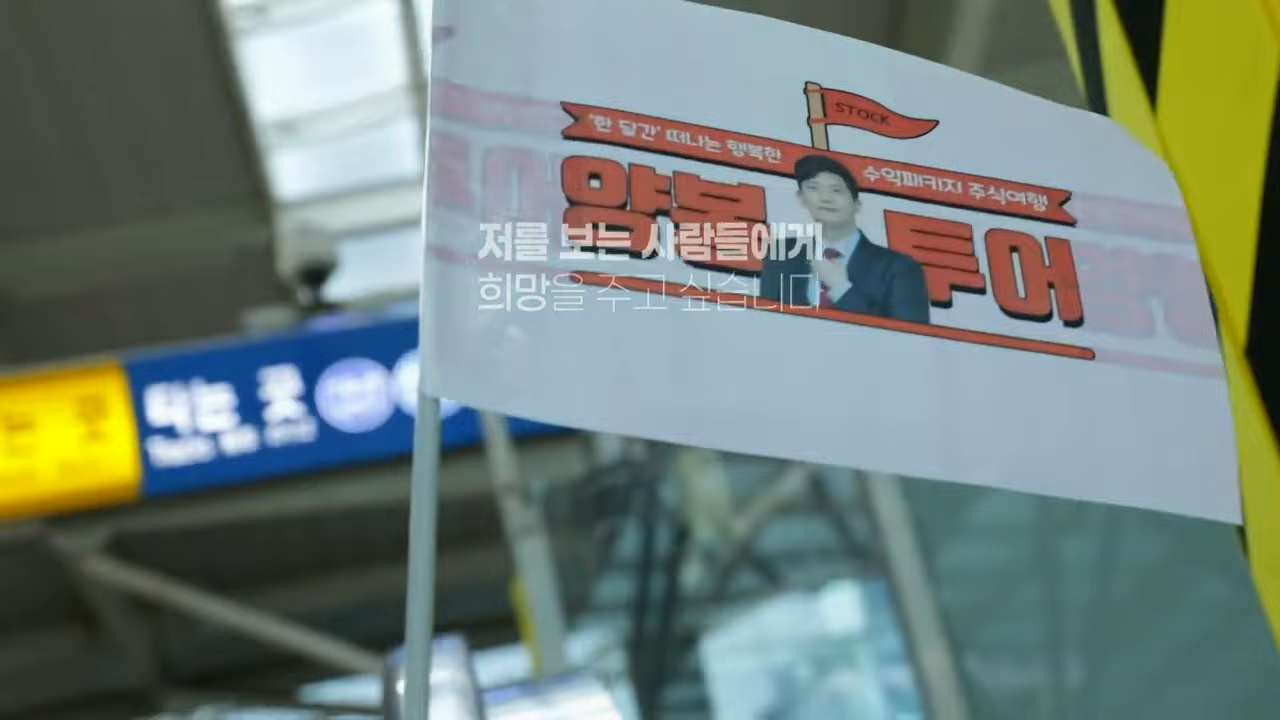 STOCK
'한 달간' 떠나는 행복한 수익패키지 주식여행
양봉 투어
저를 보는 사람들에게
희망을 주고 싶습니다
타는 곳
는 곳